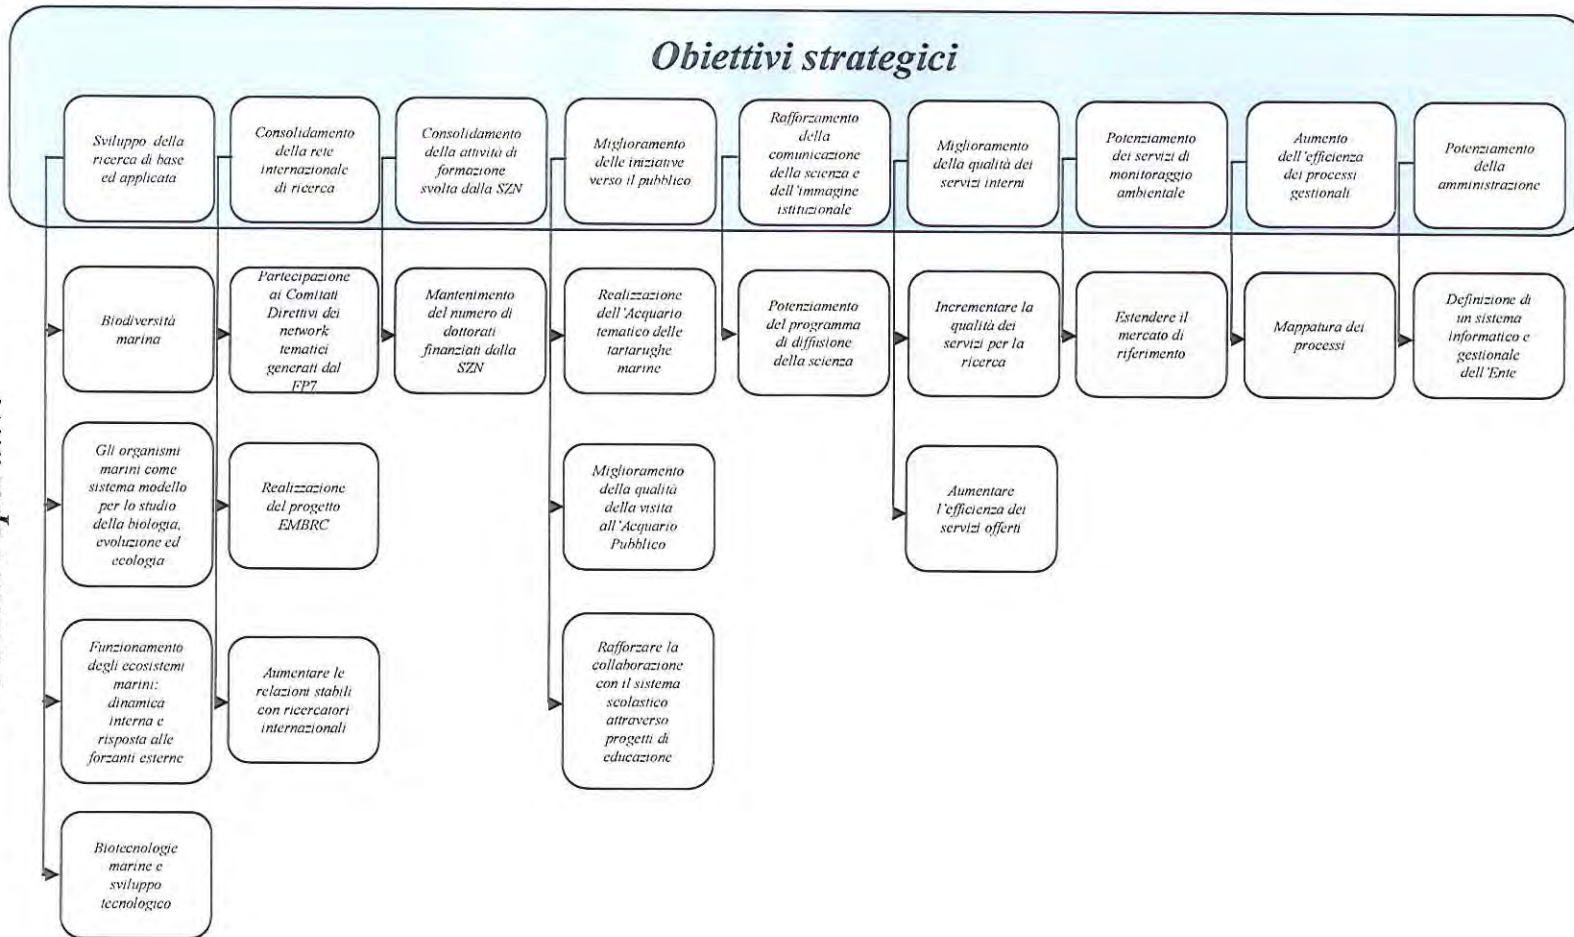 Obiettivi strategici
Sviluppo della
ricerca di base
ed applicata
Consolidamento
della rete
internazionale
di ricerca
Consolidamento
della attività di
formazione
svolta dalla SZN
Miglioramento
delle iniziative
verso il pubblico
Rafforzamento
della
comunicazione
della scienza e
dell'immagine
istituzionale
Miglioramento
della qualità dei
servizi interni
Potenziamento
dei servizi di
monitoraggio
ambientale
Aumento
dell'efficienza
dei processi
gestionali
Potenziamento
della
amministrazione
Biodiversità
marina
Partecipazione
ai Comitati
Direttivi dei
network
tematici
generati dal
FP7
Mantenimento
del numero di
dottorati
finanziati dalla
SZN
Realizzazione
dell'Acquario
tematico delle
tartarughe
marine
Potenziamento
del programma
di diffusione
della scienza
Incrementare la
qualità dei
servizi per la
ricerca
Estendere il
mercato di
riferimento
Mappatura dei
processi
Definizione di
un sistema
informatico e
gestionale
dell'Ente
Gli organismi
marini come
sistema modello
per lo studio
della biologia,
evoluzione ed
ecologia
Realizzazione
del progetto
EMBRC
Miglioramento
della qualità
della visita
all'Acquario
Pubblico
Aumentare
l'efficienza dei
servizi offerti
Funzionamento
degli ecosistemi
marini:
dinamica
interna e
risposta alle
forzanti esterne
Aumentare le
relazioni stabili
con ricercatori
internazionali
Rafforzare la
collaborazione
con il sistema
scolastico
attraverso
progetti di
educazione
Biotecnologie
marine e
sviluppo
tecnologico